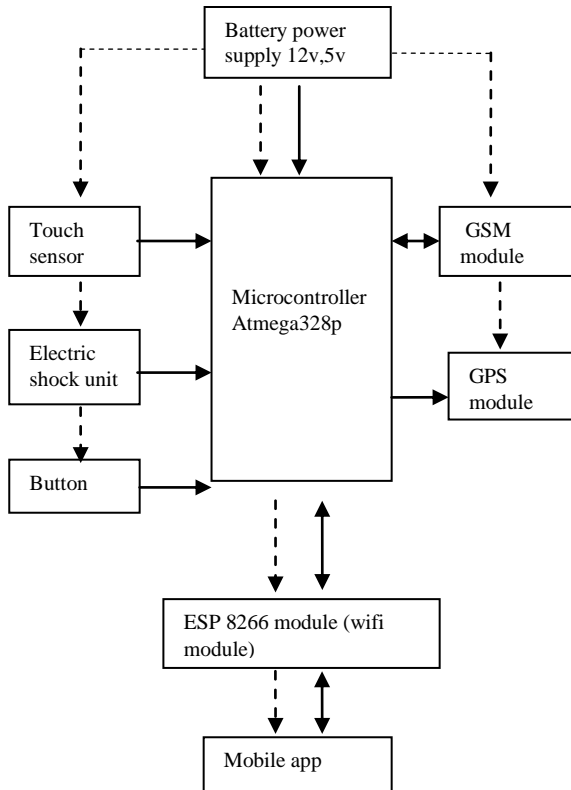 Battery power
supply 12v,5v
Touch
sensor
GSM
module
Microcontroller
Atmega328p
Electric
shock unit
GPS
module
Button
ESP 8266 module (wifi
module)
Mobile app